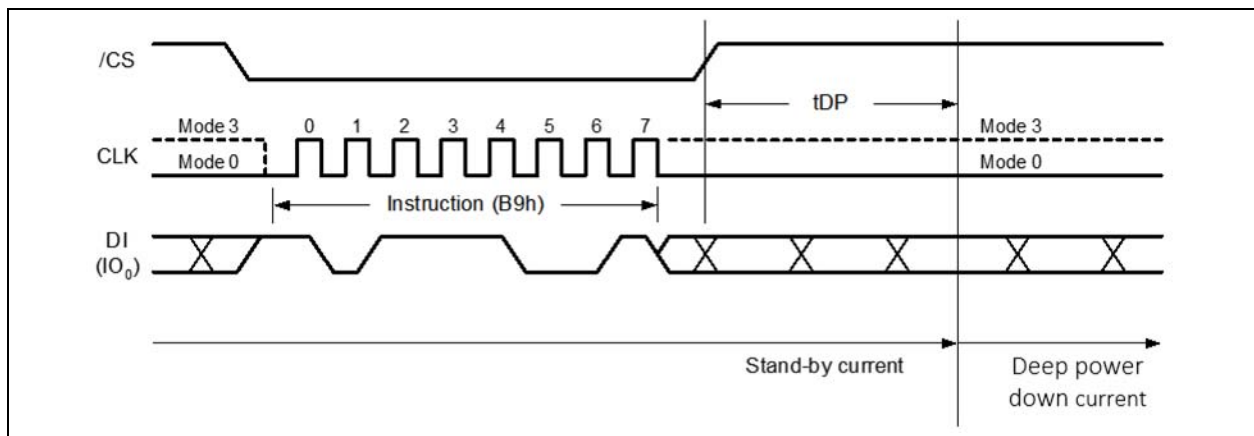 /CS
tDP
Mode 3 0 1 2 3 4 5 6 7 Mode 3
CLK
Mode 0 Mode 0
Instruction (B9h)
DI
(IO0)
Stand-by current Deep power
down current